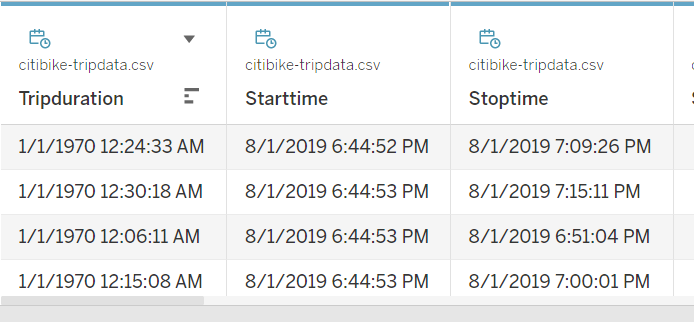 citibike-tripdata.csv citibike-tripdata.csv citibike-tripdata.csv
Tripduration Starttime Stoptime
1/1/1970 12:24:33 AM 8/1/2019 6:44:52 PM 8/1/2019 7:09:26 PM
1/1/1970 12:30:18 AM 8/1/2019 6:44:53 PM 8/1/2019 7:15:11 PM
1/1/1970 12:06:11 AM 8/1/2019 6:44:53 PM 8/1/2019 6:51:04 PM
1/1/1970 12:15:08 AM 8/1/2019 6:44:53 PM 8/1/2019 7:00:01 PM